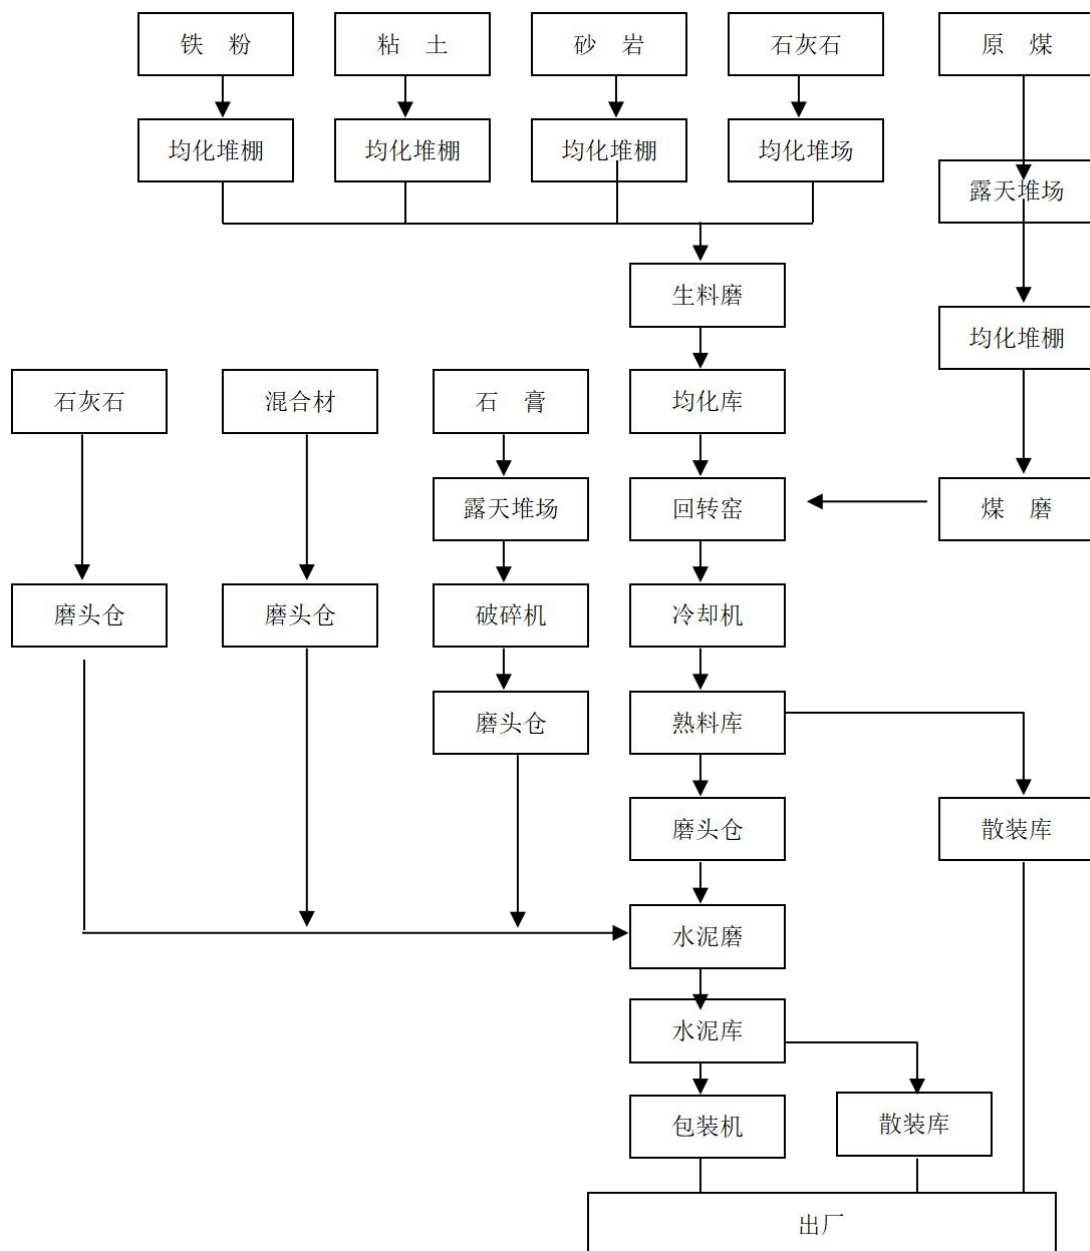 铁 粉
粘 土
砂 岩
石灰石
原 煤
均化堆棚
均化堆棚
均化堆棚
均化堆场
露天堆场
生料磨
均化堆棚
石灰石
混合材
石 膏
均化库
露天堆场
回转窑
煤 磨
磨头仓
磨头仓
破碎机
冷却机
磨头仓
熟料库
磨头仓
散装库
水泥磨
水泥库
包装机
散装库
出厂